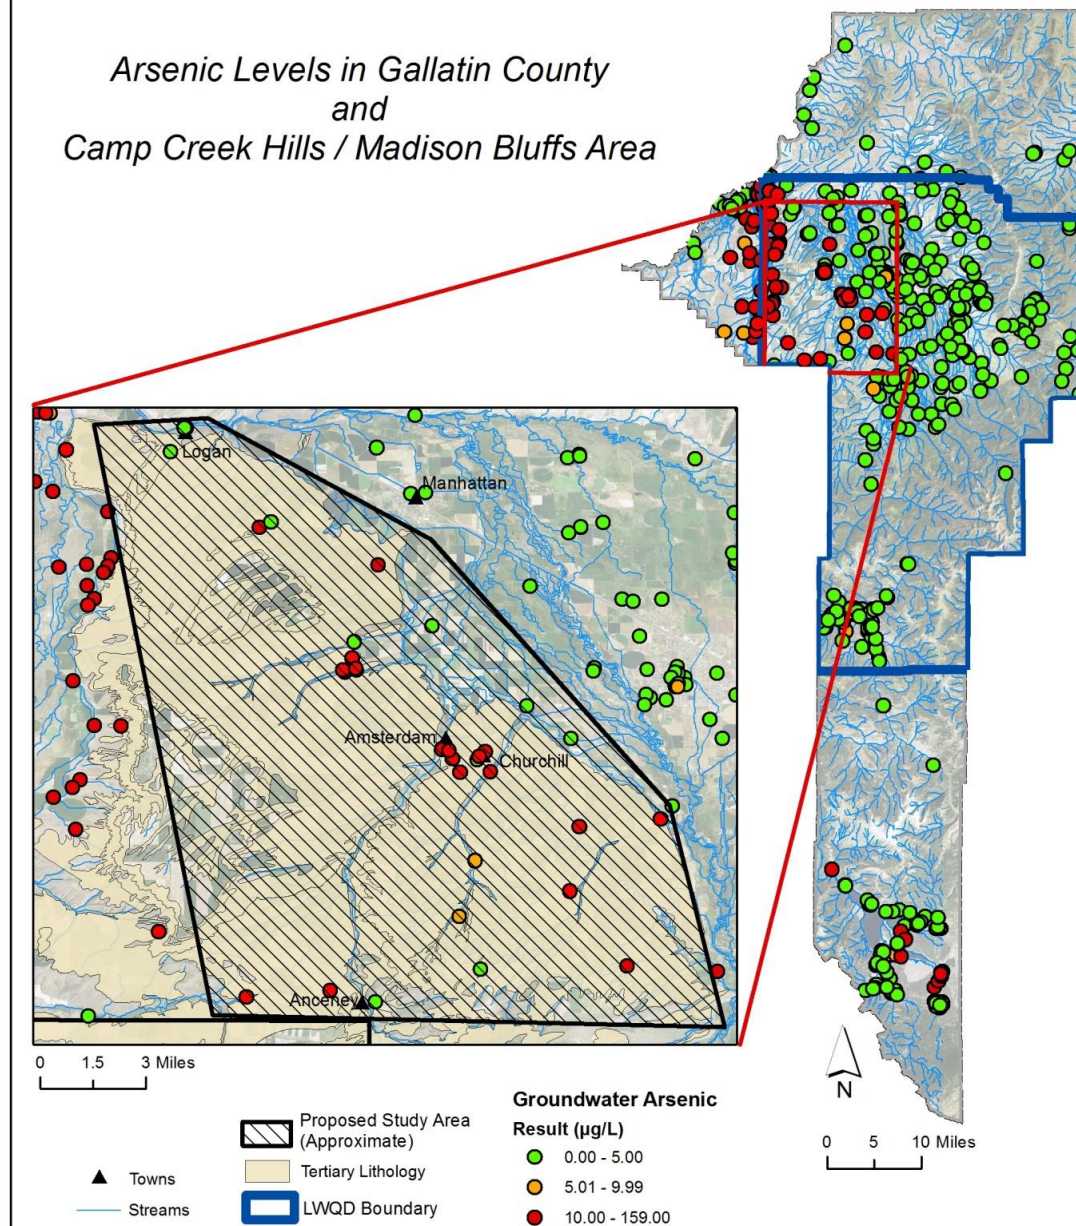 Arsenic Levels in Gallatin County
and
Camp Creek Hills / Madison Bluffs Area
Logan
Manhattan
Amsterdam
Churchill
Anceney
0 1.5 3 Miles
N
0 5 10 Miles
Proposed Study Area
(Approximate)
Towns
Tertiary Lithology
Streams
LWQD Boundary
Groundwater Arsenic
Result (µg/L)
0.00 - 5.00
5.01 - 9.99
10.00 - 159.00